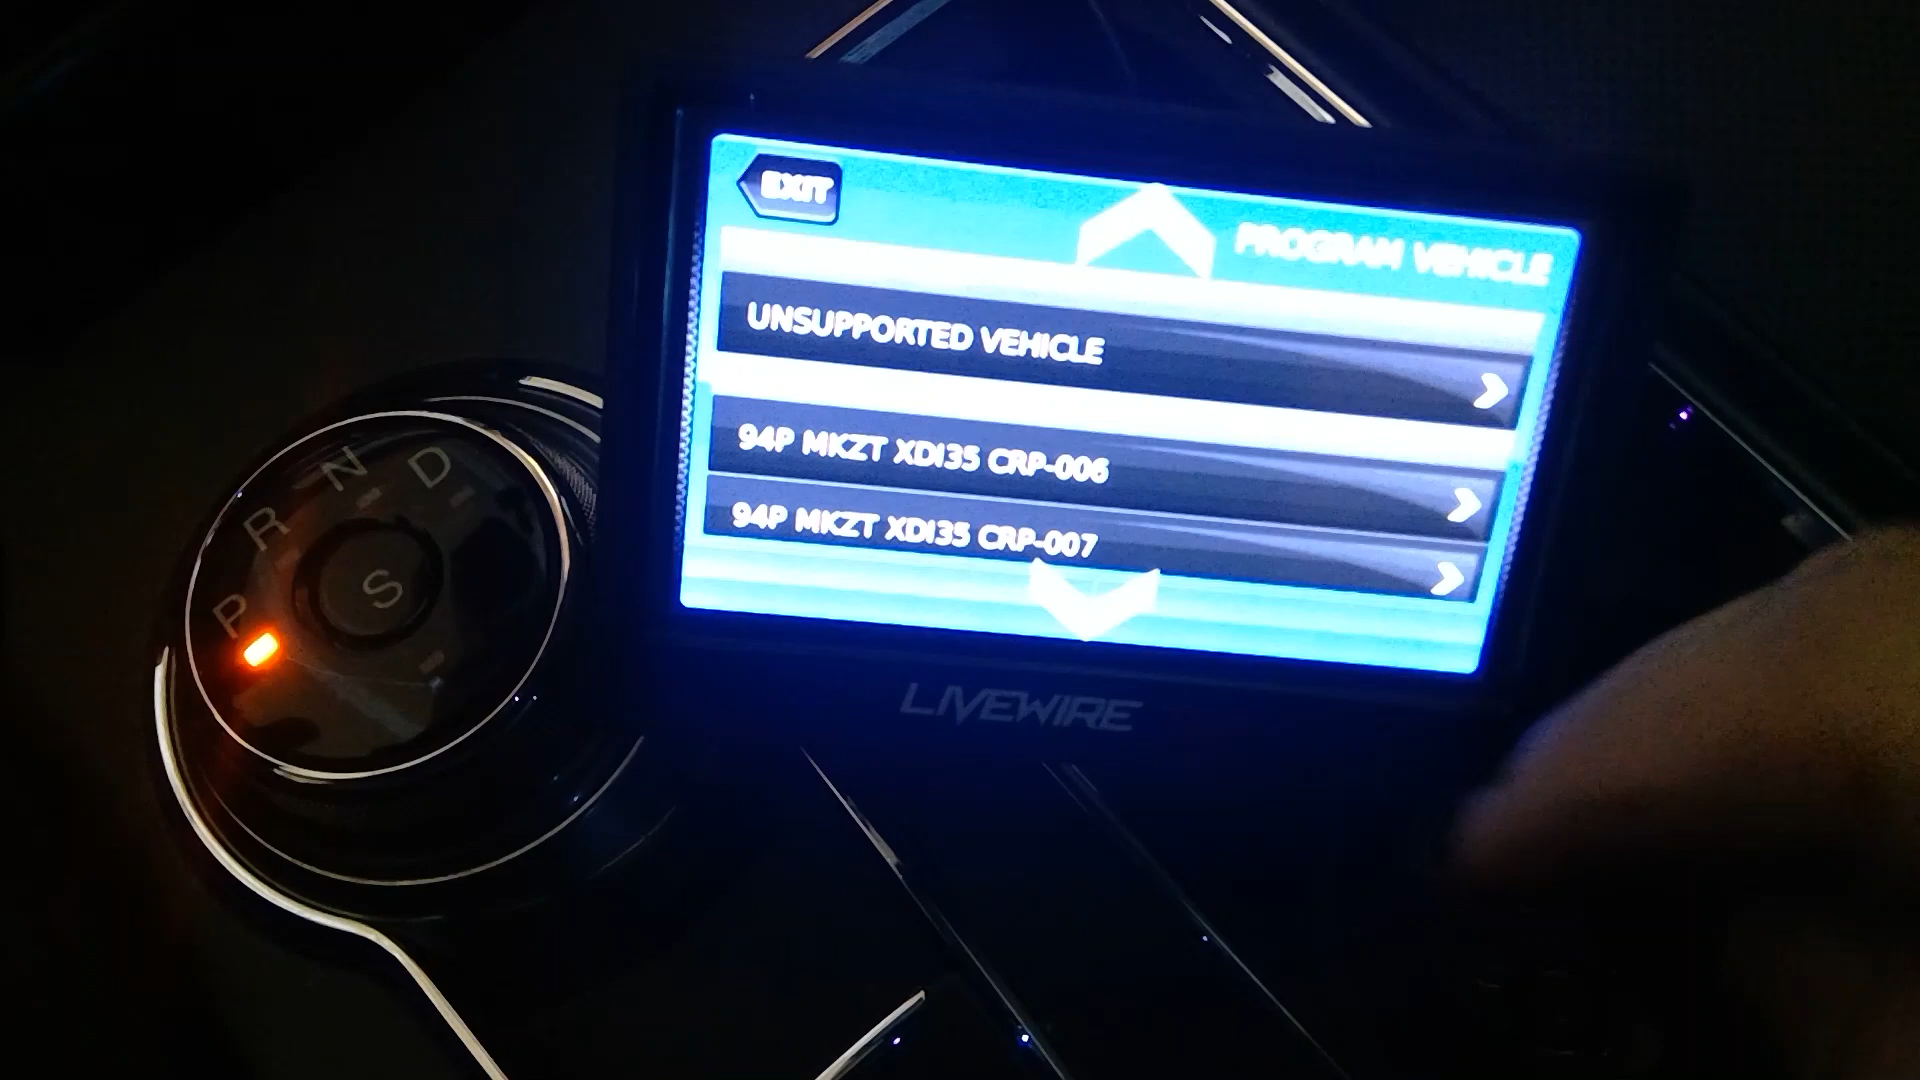 EXIT
PROGRAM VEHICLE
UNSUPPORTED VEHICLE
94P MKZT XDI35 CRP-006
94P MKZT XDI35 CRP-007
LIVEWIRE
P R N D
S